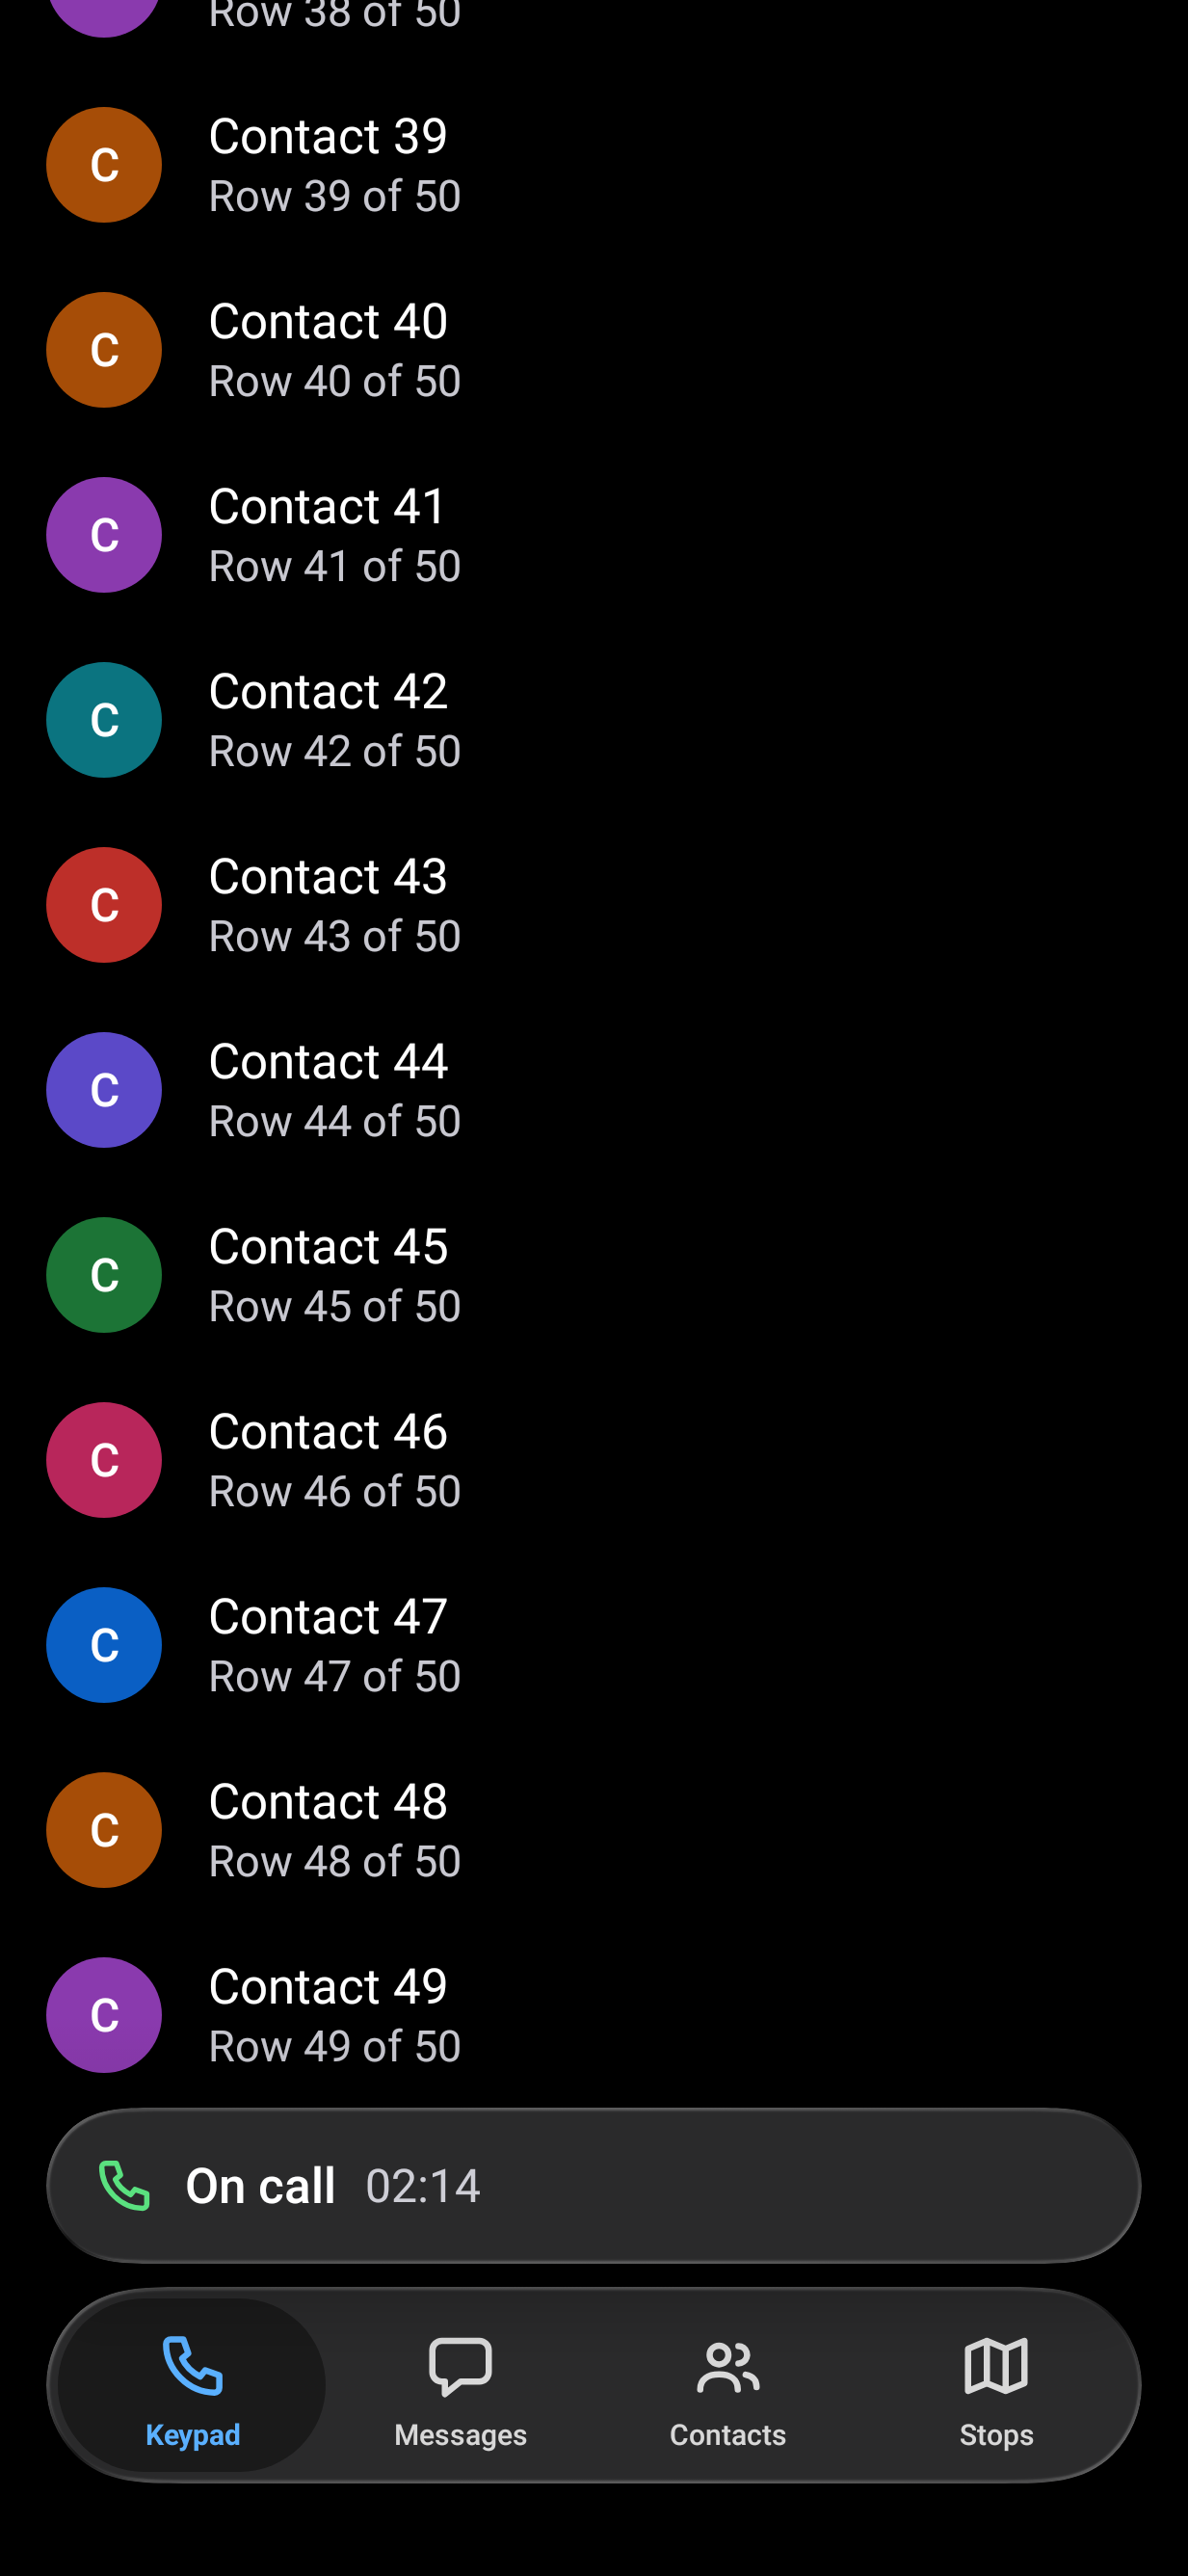 Row 38 of 50
C
Contact 39
Row 39 of 50
C
Contact 40
Row 40 of 50
C
Contact 41
Row 41 of 50
C
Contact 42
Row 42 of 50
C
Contact 43
Row 43 of 50
C
Contact 44
Row 44 of 50
C
Contact 45
Row 45 of 50
C
Contact 46
Row 46 of 50
C
Contact 47
Row 47 of 50
C
Contact 48
Row 48 of 50
C
Contact 49
Row 49 of 50
On call 02:14
Keypad Messages Contacts Stops